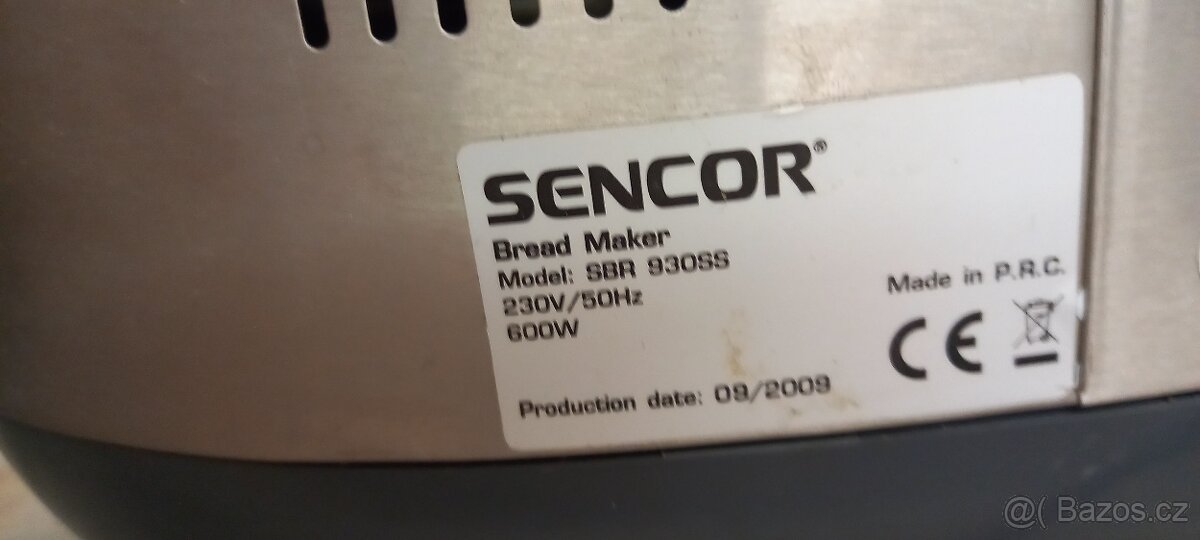 SENCOR®
Bread Maker
Model: SBR 930SS
230V/50Hz
600W
Made in P.R.C.
CE
Production date: 09/2009
@( Bazos.cz